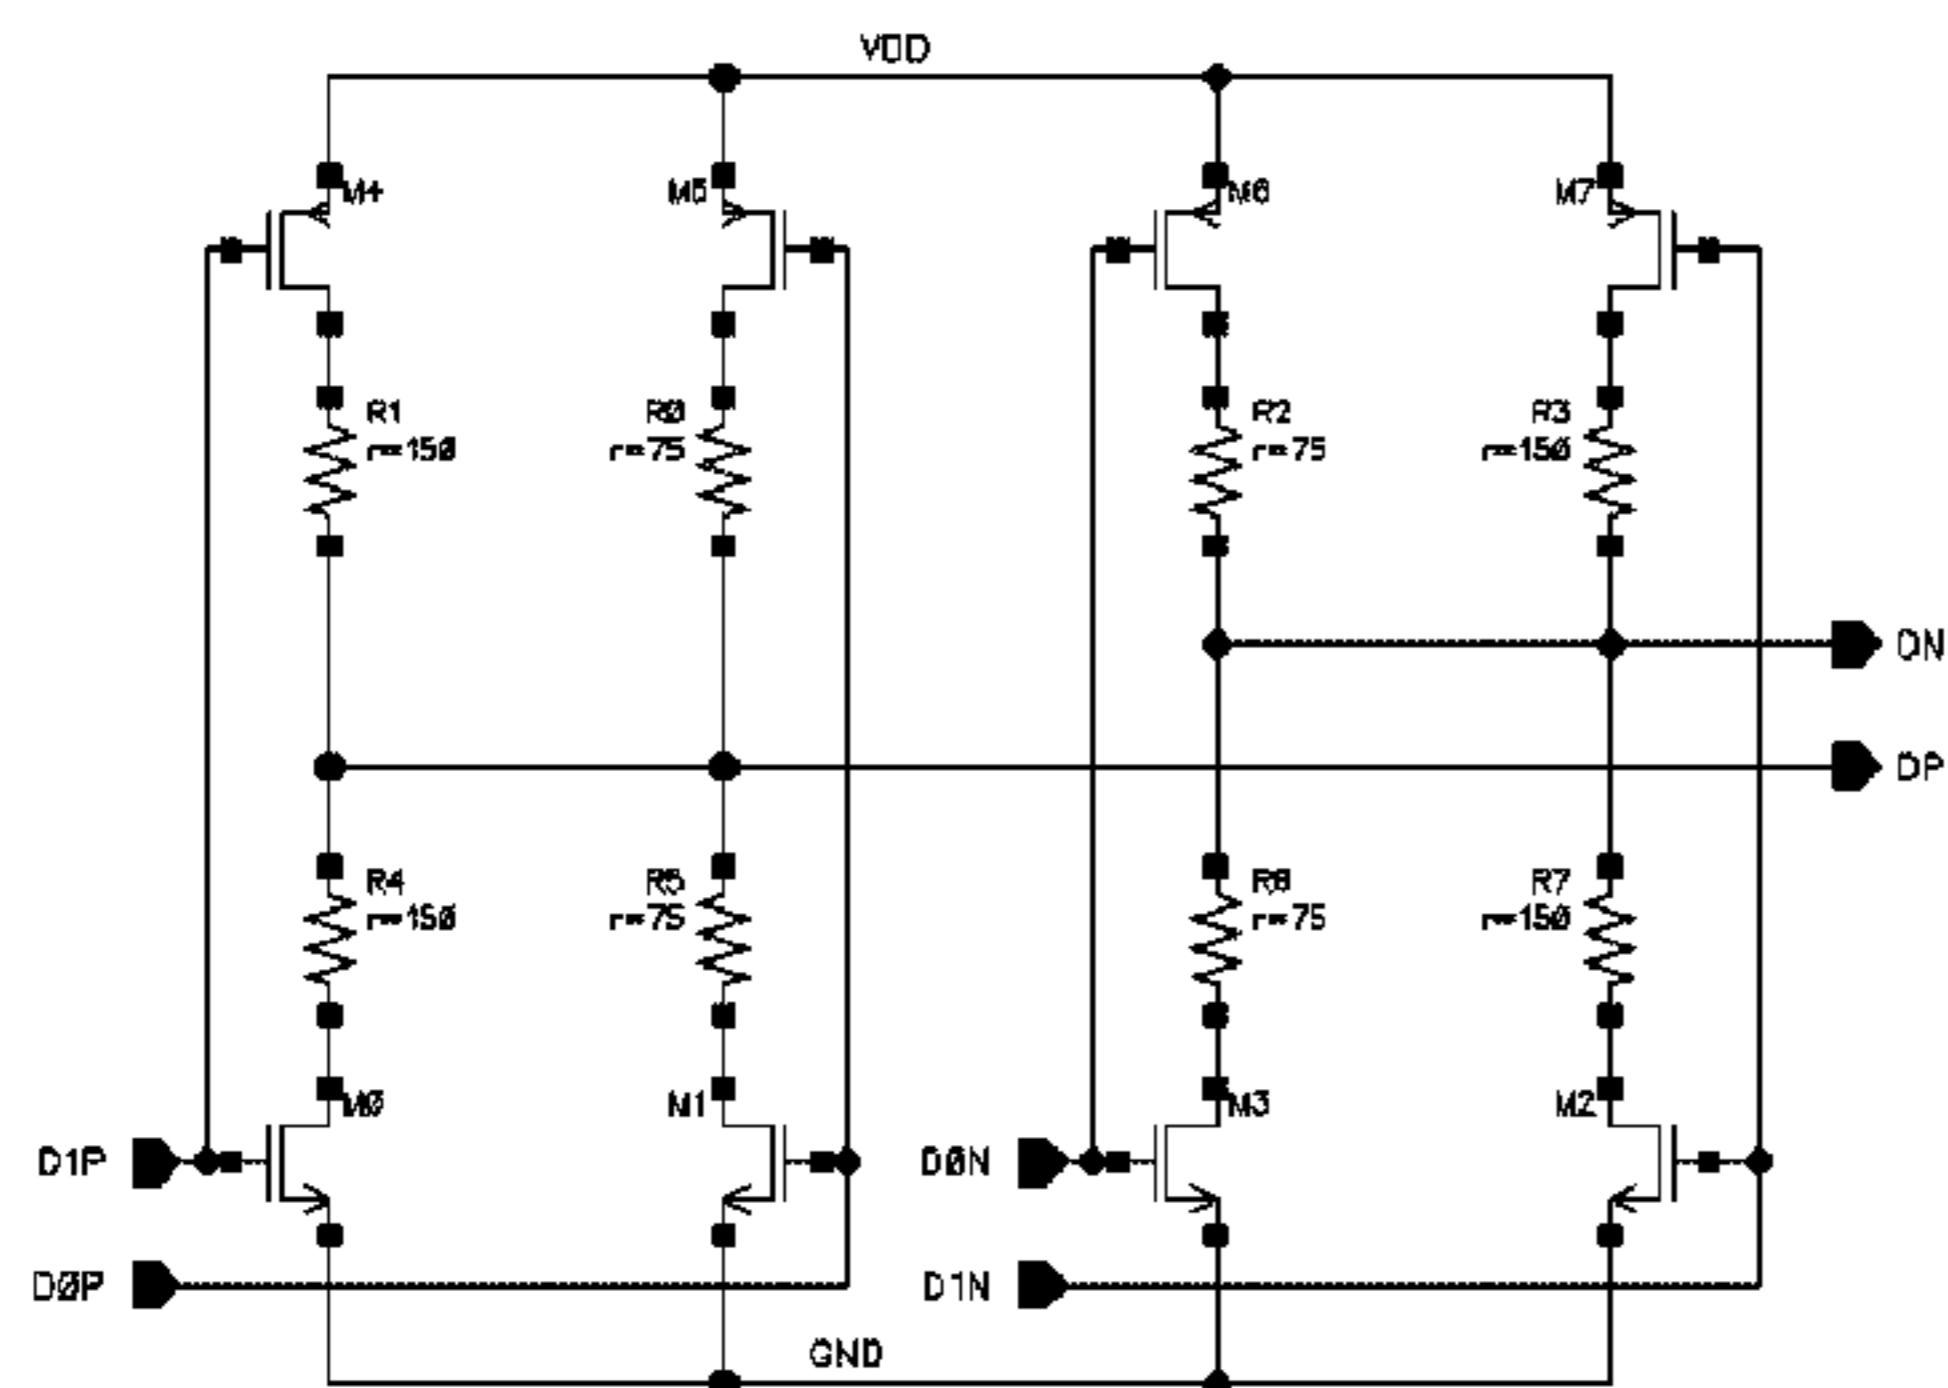 VDD
M4
M5
M6
M7
R1
r=150
R0
r=75
R2
r=75
R3
r=150
DN
DP
R4
r=150
R5
r=75
R6
r=75
R7
r=150
M0
M1
M3
M2
D1P
D0N
D0P
D1N
GND